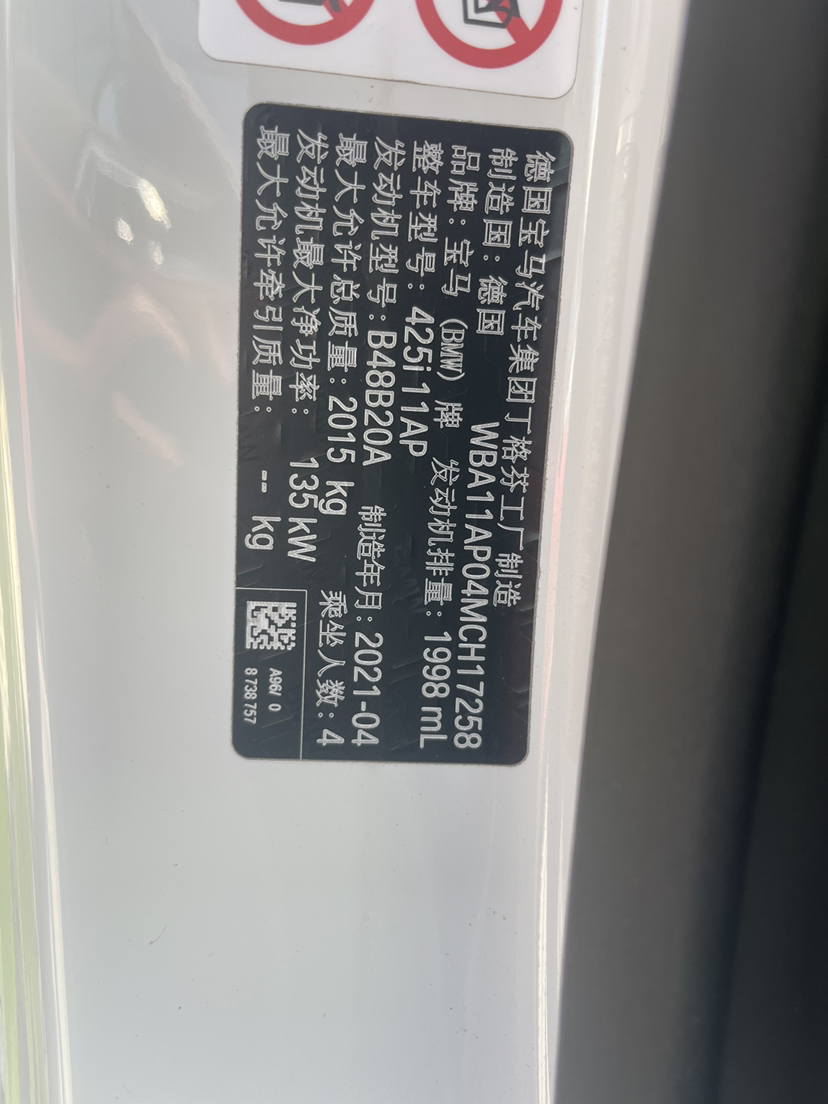 德国宝马汽车集团丁格芬工厂制造
制造国：德国 WBA11AP04MCH17258
品牌：宝马（BMW）牌 发动机排量：1998 mL
整车型号：425i 11AP
发动机型号：B48B20A 制造年月：2021-04
最大允许总质量：2015 kg 乘坐人数：4
发动机最大净功率：135 kW
最大允许牵引质量： -- kg
A96/ 0
8 738 757